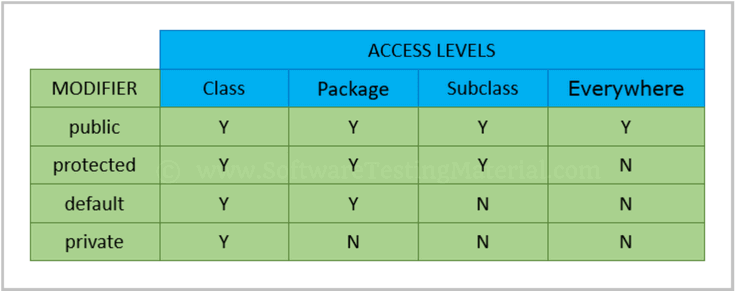 ACCESS LEVELS
MODIFIER Class Package Subclass Everywhere
public Y Y Y Y
protected Y Y Y N
© www.SoftwareTestingMaterial.com
default Y Y N N
private Y N N N